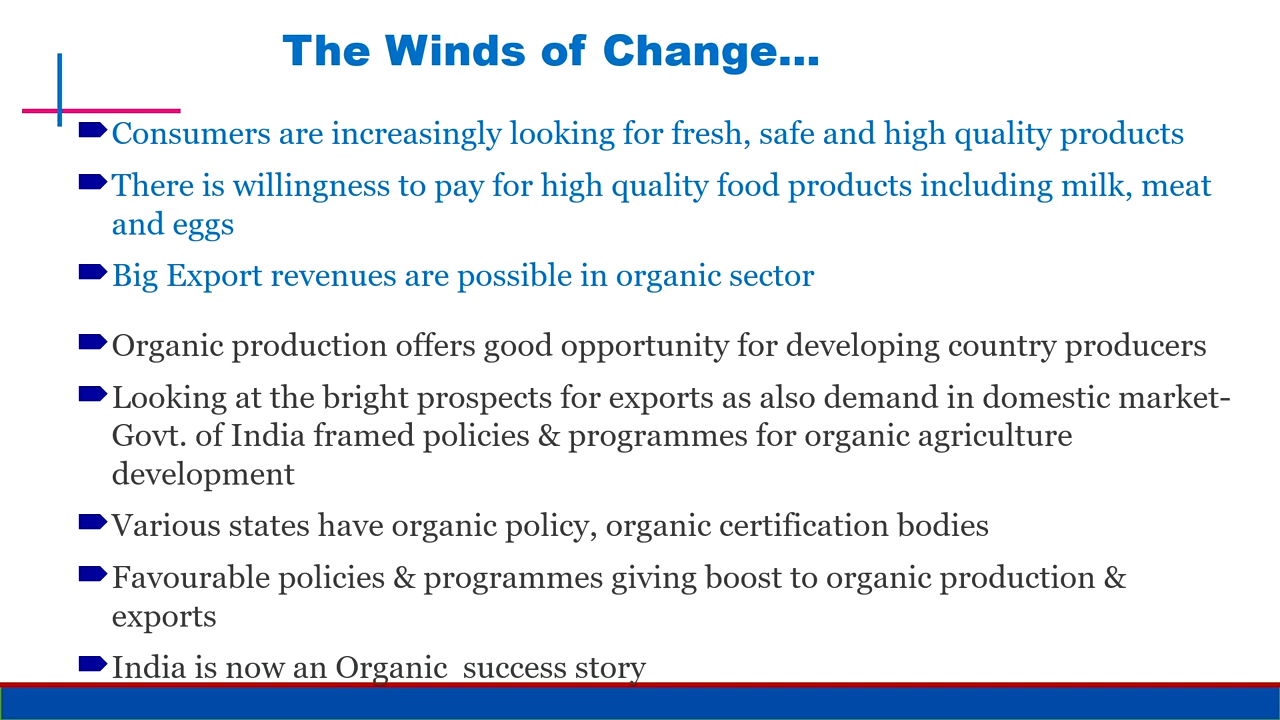 The Winds of Change...
Consumers are increasingly looking for fresh, safe and high quality products
There is willingness to pay for high quality food products including milk, meat
and eggs
Big Export revenues are possible in organic sector
Organic production offers good opportunity for developing country producers
Looking at the bright prospects for exports as also demand in domestic market-
Govt. of India framed policies & programmes for organic agriculture
development
Various states have organic policy, organic certification bodies
Favourable policies & programmes giving boost to organic production &
exports
India is now an Organic  success story